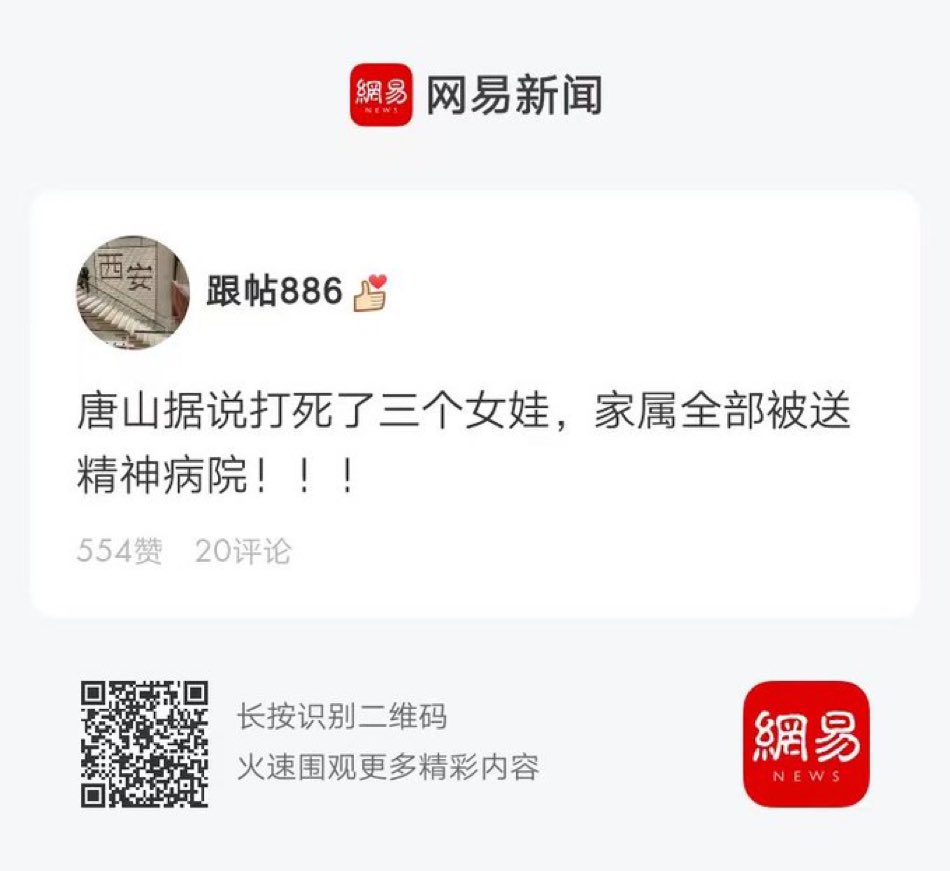 網易
NEWS
网易新闻
西安
跟帖886
唐山据说打死了三个女娃，家属全部被送
精神病院！！！
554赞 20评论
长按识别二维码
火速围观更多精彩内容
網易
NEWS